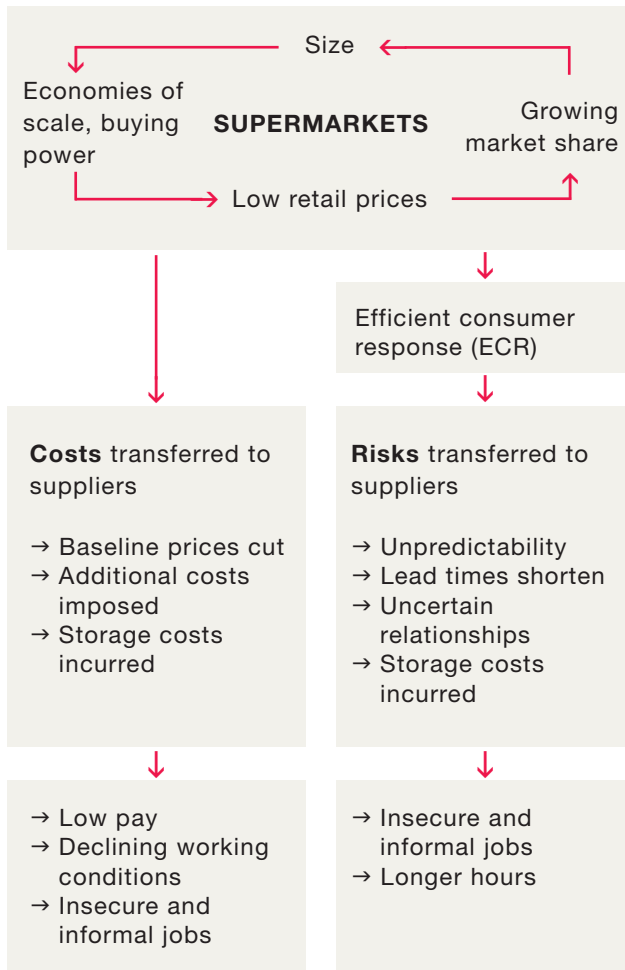 Size
Economies of
scale, buying
power
SUPERMARKETS
Growing
market share
Low retail prices
Efficient consumer
response (ECR)
Costs transferred to
suppliers
→ Baseline prices cut
→ Additional costs
imposed
→ Storage costs
incurred
Risks transferred to
suppliers
→ Unpredictability
→ Lead times shorten
→ Uncertain
relationships
→ Storage costs
incurred
→ Low pay
→ Declining working
conditions
→ Insecure and
informal jobs
→ Insecure and
informal jobs
→ Longer hours